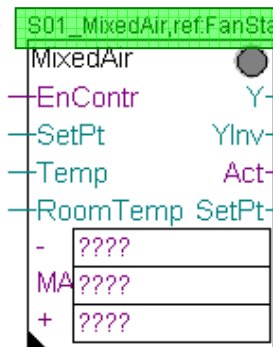 S01_MixedAir,ref.FanSta
MixedAir
EnContr Y
SetPt YInv
Temp Act
RoomTemp SetPt
- ????
MA ????
+ ????